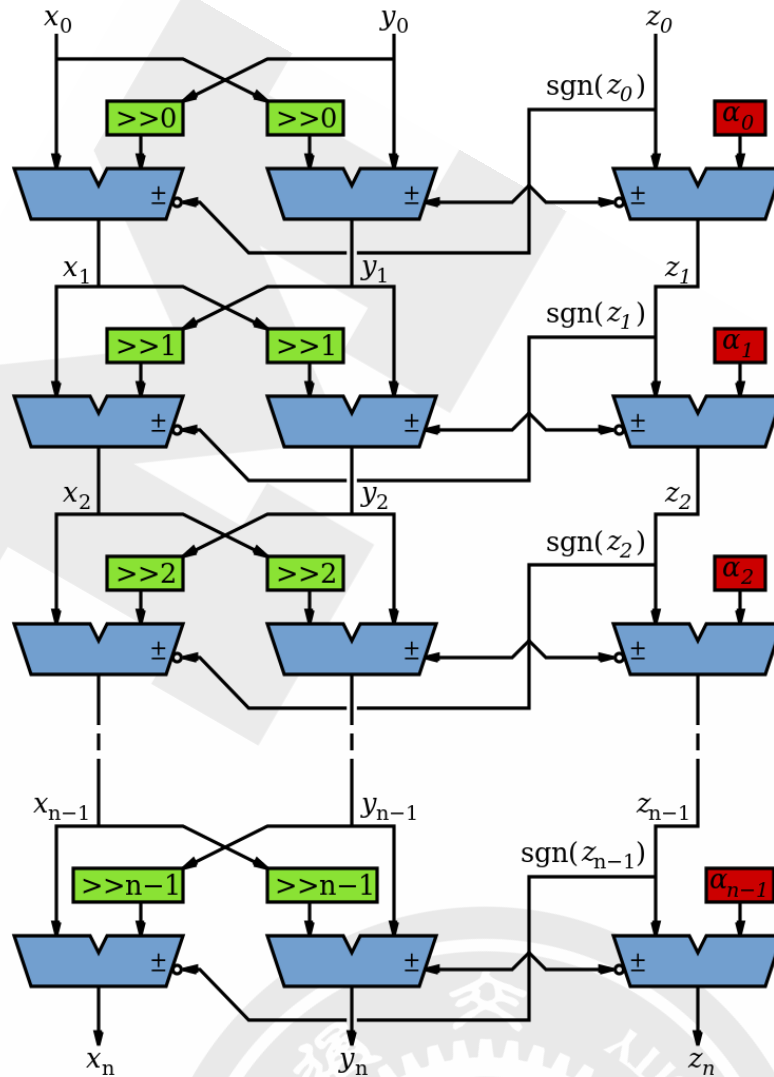 x₀ y₀ z₀
sgn(z₀)
>>0 >>0 α₀
± ± ±
x₁ y₁ z₁
sgn(z₁)
>>1 >>1 α₁
± ± ±
x₂ y₂ z₂
sgn(z₂)
>>2 >>2 α₂
± ± ±
xₙ₋₁ yₙ₋₁ zₙ₋₁
sgn(zₙ₋₁)
>>n−1 >>n−1 αₙ₋₁
± ± ±
xₙ yₙ zₙ